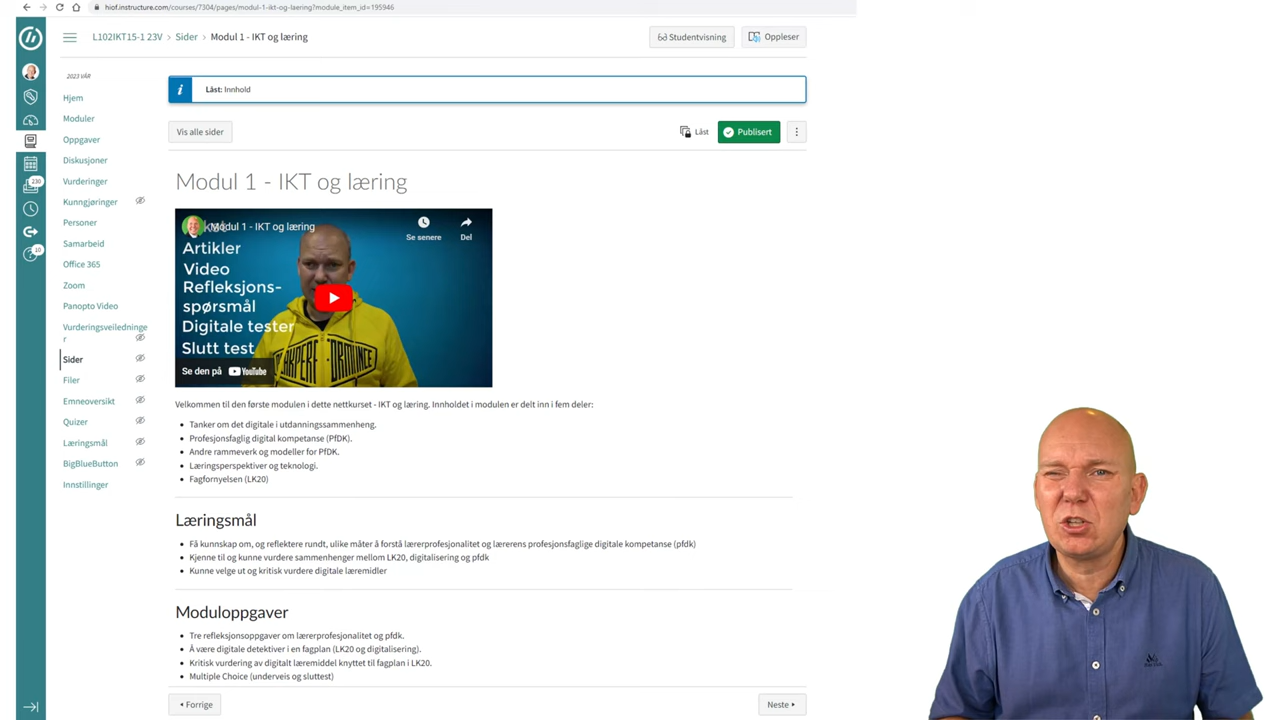 hiof.instructure.com/courses/7304/pages/modul-1-ikt-og-laering?module_item_id=195946
L102IKT15-1 23V > Sider > Modul 1 - IKT og læring
Studentvisning
Oppleser
2023 VÅR
Hjem
Moduler
Oppgaver
Diskusjoner
Vurderinger
Kunngjøringer
Personer
Samarbeid
Office 365
Zoom
Panopto Video
Vurderingsveiledninge
r
Sider
Filer
Emneoversikt
Quizer
Læringsmål
BigBlueButton
Innstillinger
230
10
i
Låst: Innhold
Vis alle sider
Låst
Publisert
Modul 1 - IKT og læring
Modul 1 - IKT og læring
Se senere
Del
Artikler
Video
Refleksjons-
spørsmål
Digitale tester
Slutt test
Se den på YouTube
Velkommen til den første modulen i dette nettkurset - IKT og læring. Innholdet i modulen er delt inn i fem deler:
Tanker om det digitale i utdanningssammenheng.
Profesjonsfaglig digital kompetanse (PfDK).
Andre rammeverk og modeller for PfDK.
Læringsperspektiver og teknologi.
Fagfornyelsen (LK20)
Læringsmål
Få kunnskap om, og reflektere rundt, ulike måter å forstå lærerprofesjonalitet og lærerens profesjonsfaglige digitale kompetanse (pfdk)
Kjenne til og kunne vurdere sammenhenger mellom LK20, digitalisering og pfdk
Kunne velge ut og kritisk vurdere digitale læremidler
Moduloppgaver
Tre refleksjonsoppgaver om lærerprofesjonalitet og pfdk.
Å være digitale detektiver i en fagplan (LK20 og digitalisering).
Kritisk vurdering av digitalt læremiddel knyttet til fagplan i LK20.
Multiple Choice (underveis og sluttest)
Forrige
Neste